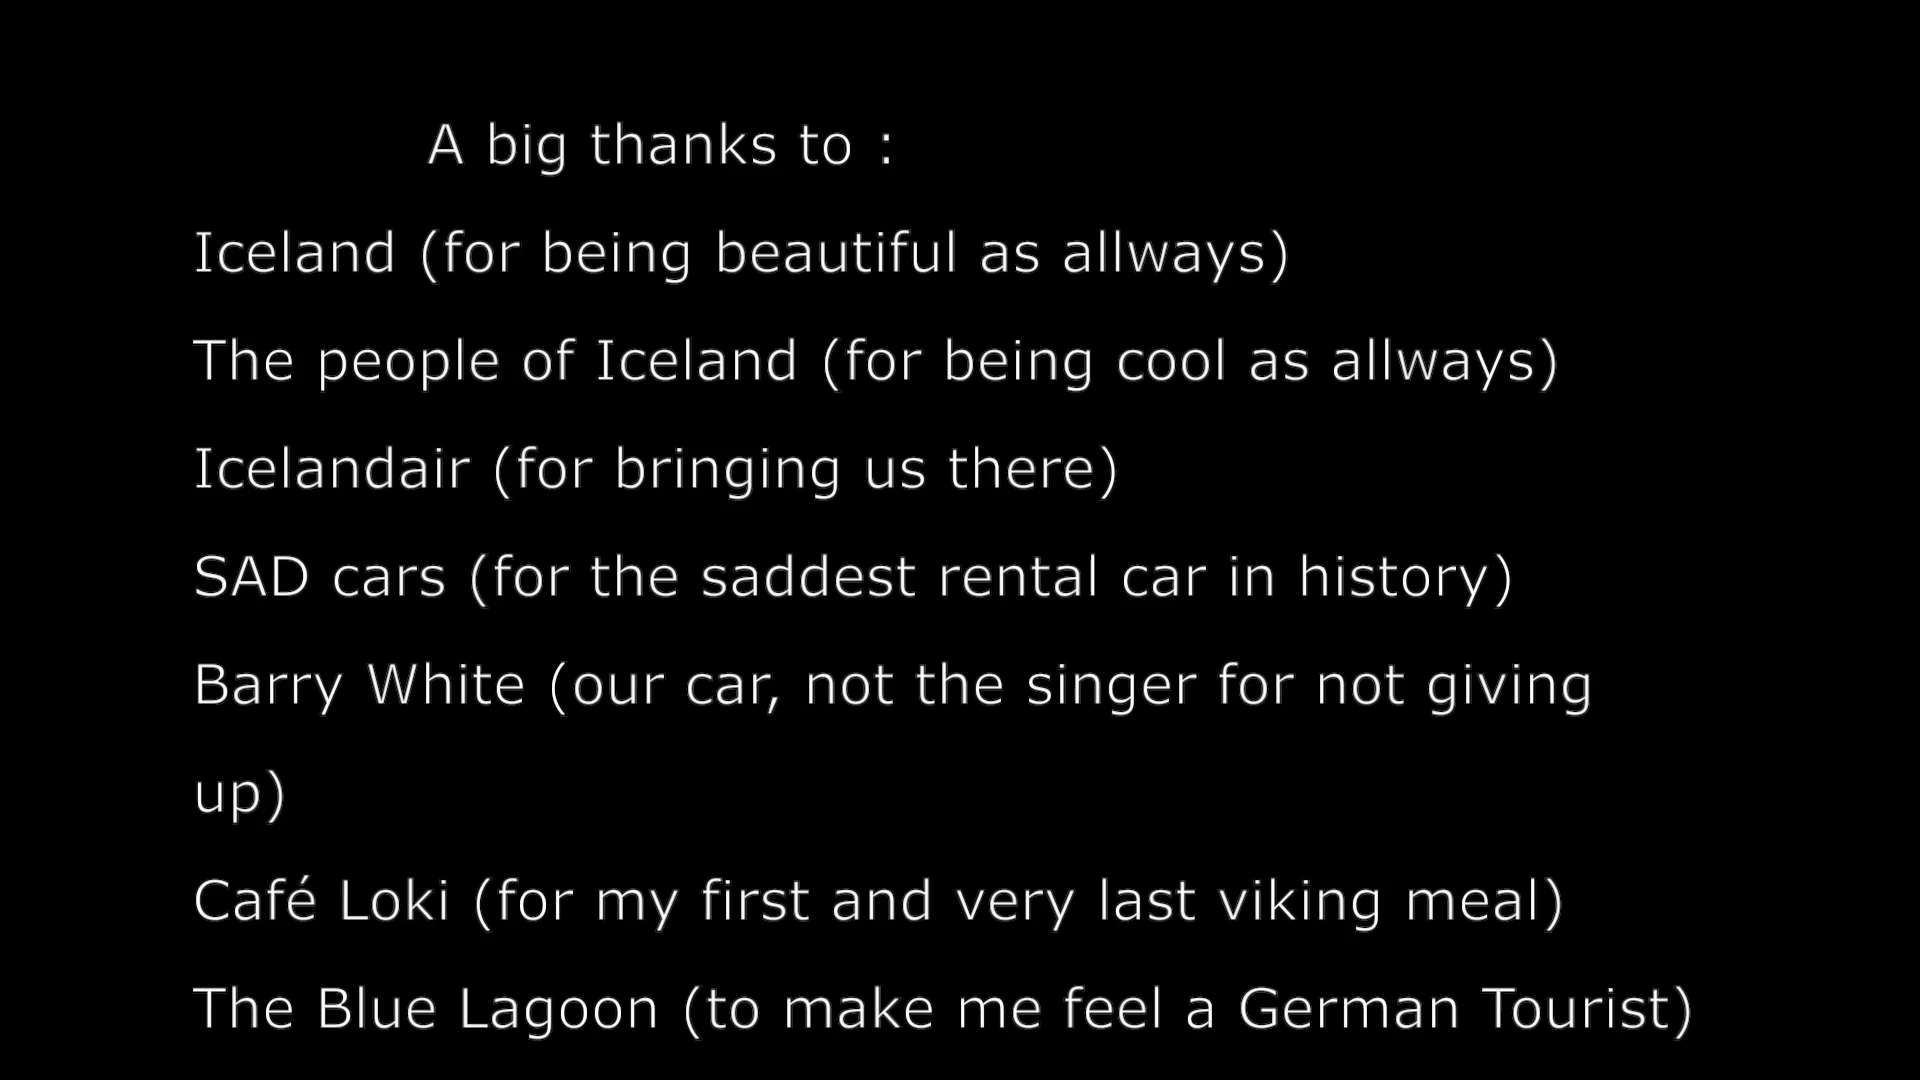 A big thanks to :
Iceland (for being beautiful as allways)
The people of Iceland (for being cool as allways)
Icelandair (for bringing us there)
SAD cars (for the saddest rental car in history)
Barry White (our car, not the singer for not giving
up)
Café Loki (for my first and very last viking meal)
The Blue Lagoon (to make me feel a German Tourist)